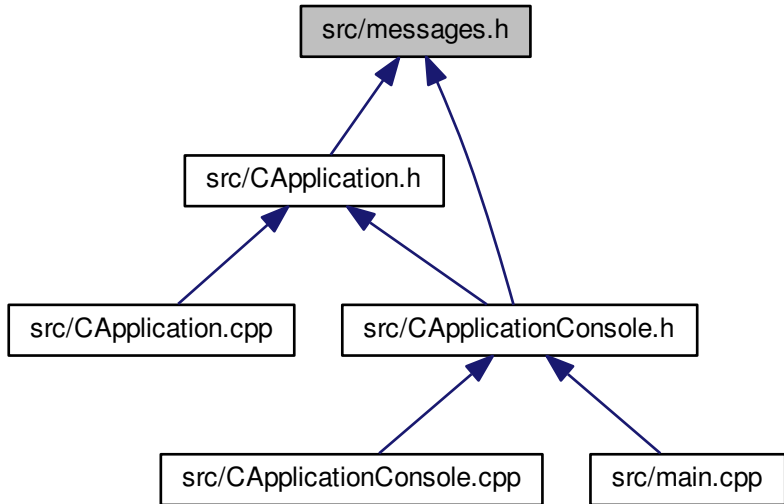 src/messages.h
src/CApplication.h
src/CApplication.cpp
src/CApplicationConsole.h
src/CApplicationConsole.cpp
src/main.cpp